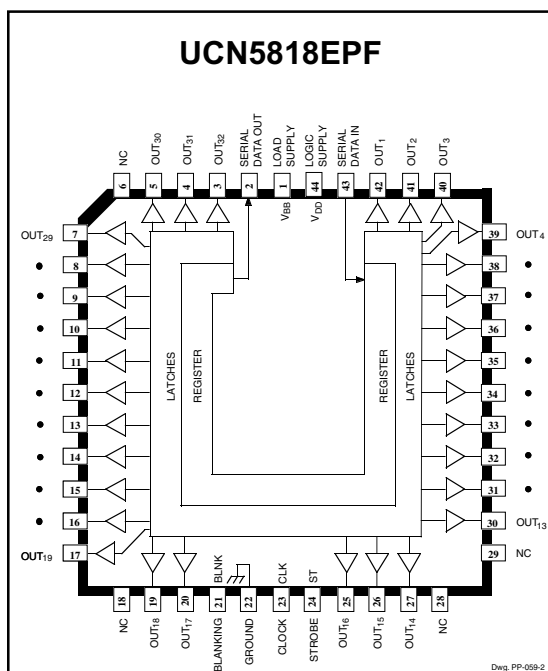 UCN5818EPF
NC
OUT30
OUT31
OUT32
SERIAL
DATA OUT
LOAD
SUPPLY
LOGIC
SUPPLY
SERIAL
DATA IN
OUT1
OUT2
OUT3
6
5
4
3
2
1
44
43
42
41
40
VBB
VDD
OUT29
7
8
9
10
11
12
13
14
15
16
OUT19
17
LATCHES
REGISTER
REGISTER
LATCHES
39
OUT4
38
37
36
35
34
33
32
31
30
OUT13
29
NC
BLNK
CLK
ST
18
19
20
21
22
23
24
25
26
27
28
NC
OUT18
OUT17
BLANKING
GROUND
CLOCK
STROBE
OUT16
OUT15
OUT14
NC
Dwg. PP-059-2